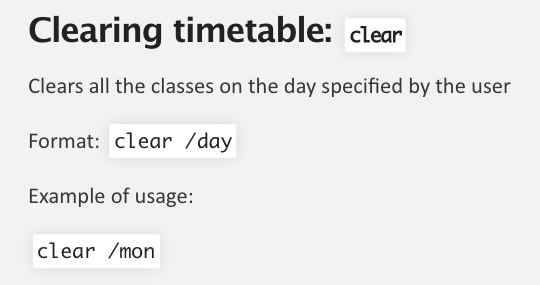 Clearing timetable: clear
Clears all the classes on the day specified by the user
Format: clear /day
Example of usage:
clear /mon